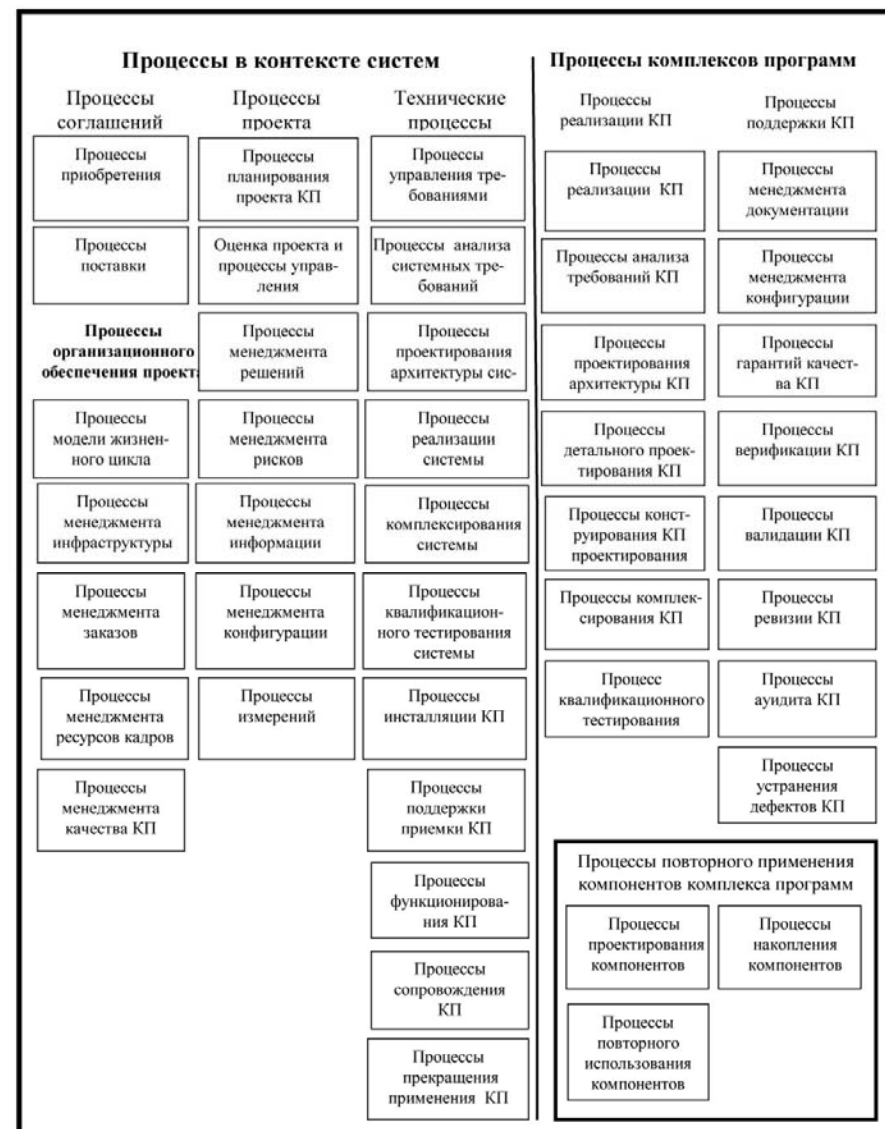 Процессы в контексте систем
Процессы
соглашений
Процессы
приобретения
Процессы
поставки
Процессы
организационного
обеспечения проекта
Процессы
модели жизнен-
ного цикла
Процессы
менеджмента
инфраструктуры
Процессы
менеджмента
заказов
Процессы
менеджмента
ресурсов кадров
Процессы
менеджмента
качества КП
Процессы
проекта
Процессы
планирования
проекта КП
Оценка проекта и
процессы управ-
ления
Процессы
менеджмента
решений
Процессы
менеджмента
рисков
Процессы
менеджмента
информации
Процессы
менеджмента
конфигурации
Процессы
измерений
Технические
процессы
Процессы
управления тре-
бованиями
Процессы анализа
системных тре-
бований
Процессы
проектирования
архитектуры сис-
Процессы
реализации
системы
Процессы
комплексирования
системы
Процессы
квалификацион-
ного тестирования
системы
Процессы
инсталляции КП
Процессы
поддержки
приемки КП
Процессы
функционирова-
ния КП
Процессы
сопровождения
КП
Процессы
прекращения
применения КП
Процессы комплексов программ
Процессы
реализации КП
Процессы
реализации КП
Процессы анализа
требований КП
Процессы
проектирования
архитектуры КП
Процессы
детального проек-
тирования КП
Процессы конст-
руирования КП
проектирования
Процессы комплек-
сирования КП
Процесс
квалификационного
тестирования
Процессы
поддержки КП
Процессы
менеджмента
документации
Процессы
менеджмента
конфигурации
Процессы
гарантий качест-
ва КП
Процессы
верификации КП
Процессы
валидации КП
Процессы
ревизии КП
Процессы
ауидита КП
Процессы
устранения
дефектов КП
Процессы повторного применения
компонентов комплекса программ
Процессы
проектирования
компонентов
Процессы
накопления
компонентов
Процессы
повторного
использования
компонентов